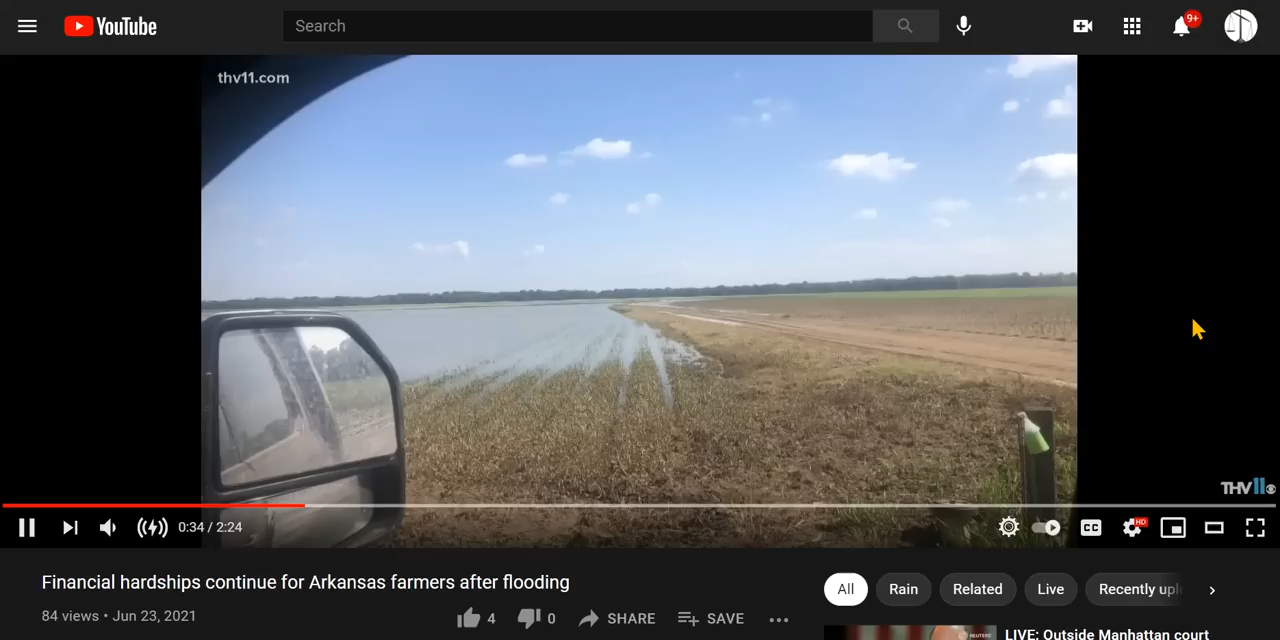 YouTube
Search
9+
thv11.com
THV11
0:34 / 2:24
CC
HD
Financial hardships continue for Arkansas farmers after flooding
All
Rain
Related
Live
Recently upl
84 views • Jun 23, 2021
4
0
SHARE
SAVE
REUTERS
LIVE: Outside Manhattan court